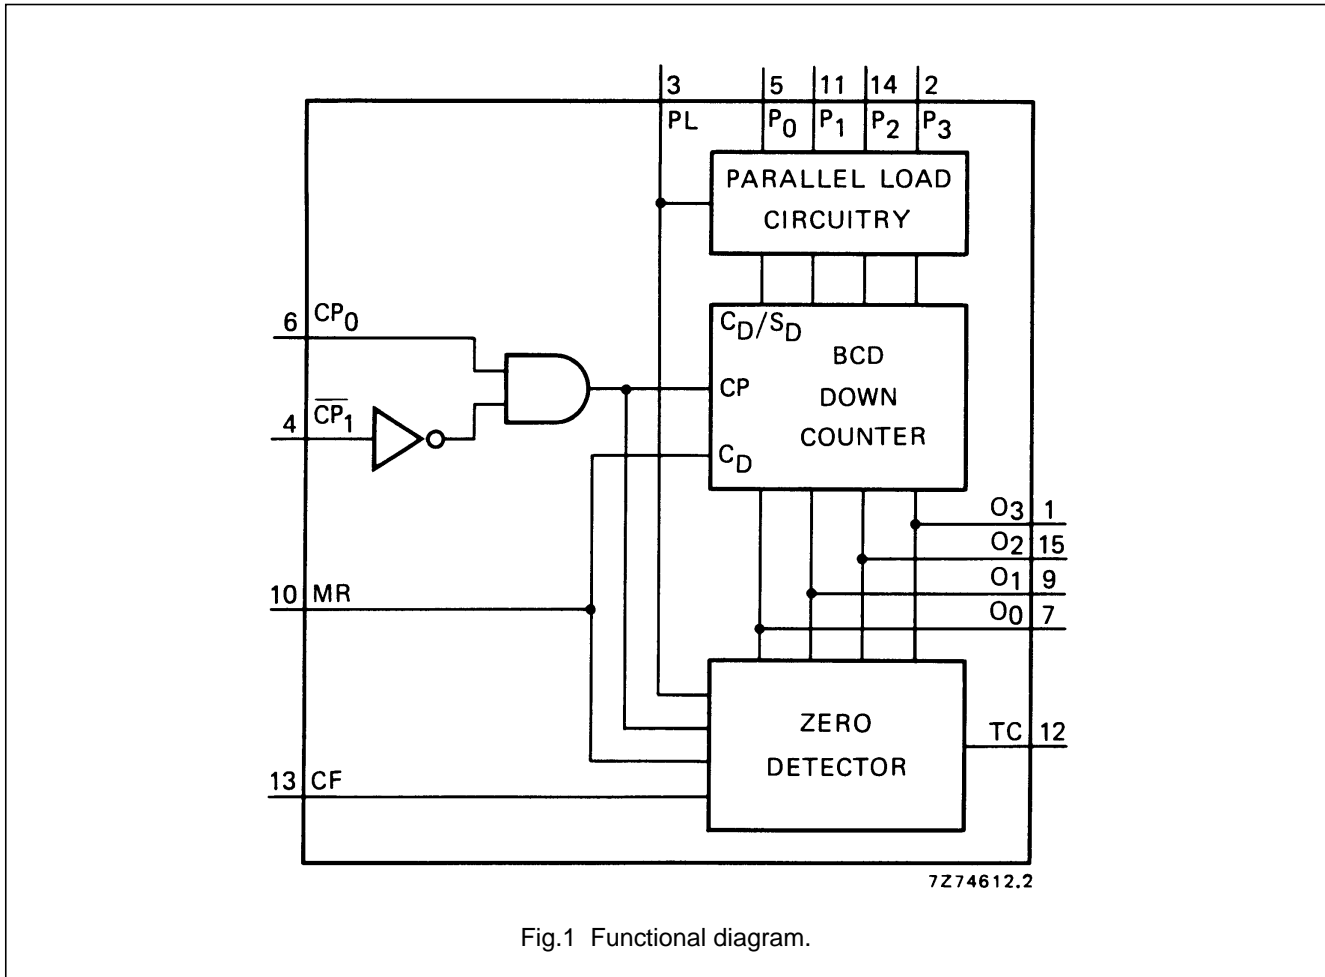 3 5 11 14 2
PL P0 P1 P2 P3
PARALLEL LOAD
CIRCUITRY
6 CP0
CD/SD
BCD
CP
DOWN
4 C̅P̅1
COUNTER
CD
O3 1
O2 15
O1 9
10 MR
O0 7
ZERO
TC 12
DETECTOR
13 CF
7Z74612.2
Fig.1 Functional diagram.